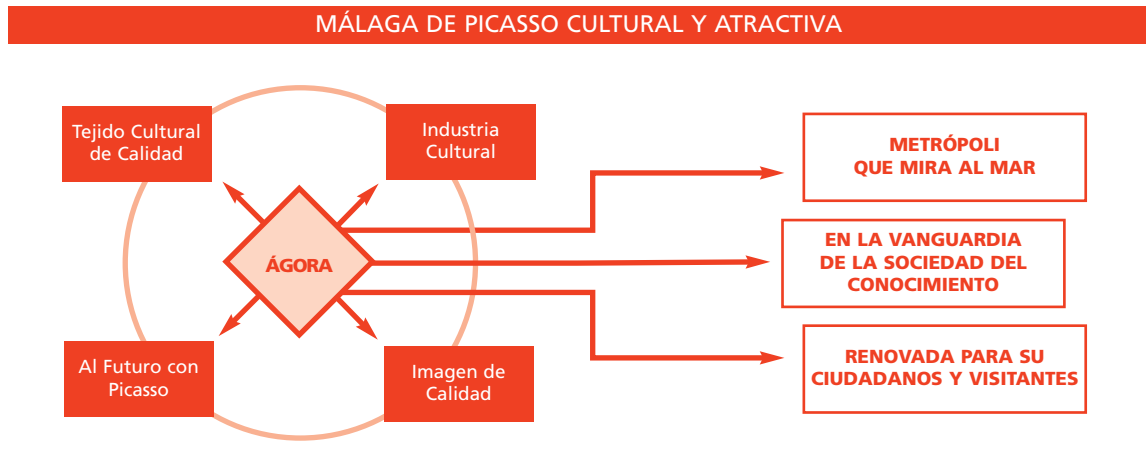 MÁLAGA DE PICASSO CULTURAL Y ATRACTIVA
Tejido Cultural
de Calidad
Industria
Cultural
METRÓPOLI
QUE MIRA AL MAR
ÁGORA
EN LA VANGUARDIA
DE LA SOCIEDAD DEL
CONOCIMIENTO
Al Futuro con
Picasso
Imagen de
Calidad
RENOVADA PARA SU
CIUDADANOS Y VISITANTES